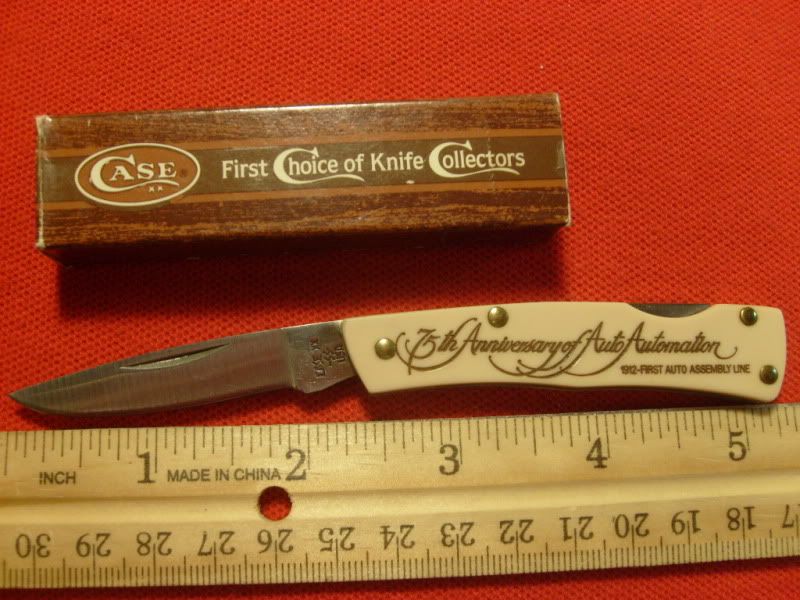 CASE®
XX
First Choice of Knife Collectors
75th Anniversary of Auto Automation
1912-FIRST AUTO ASSEMBLY LINE
1 2 3 4 5
INCH MADE IN CHINA
30 29 28 27 26 25 24 23 22 21 20 19 18 17